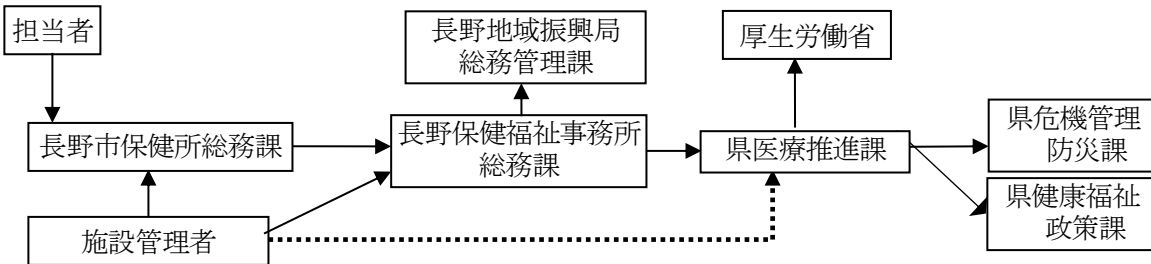 担当者
長野地域振興局
総務管理課
厚生労働省
長野市保健所総務課
長野保健福祉事務所
総務課
県医療推進課
県危機管理
防災課
県健康福祉
政策課
施設管理者